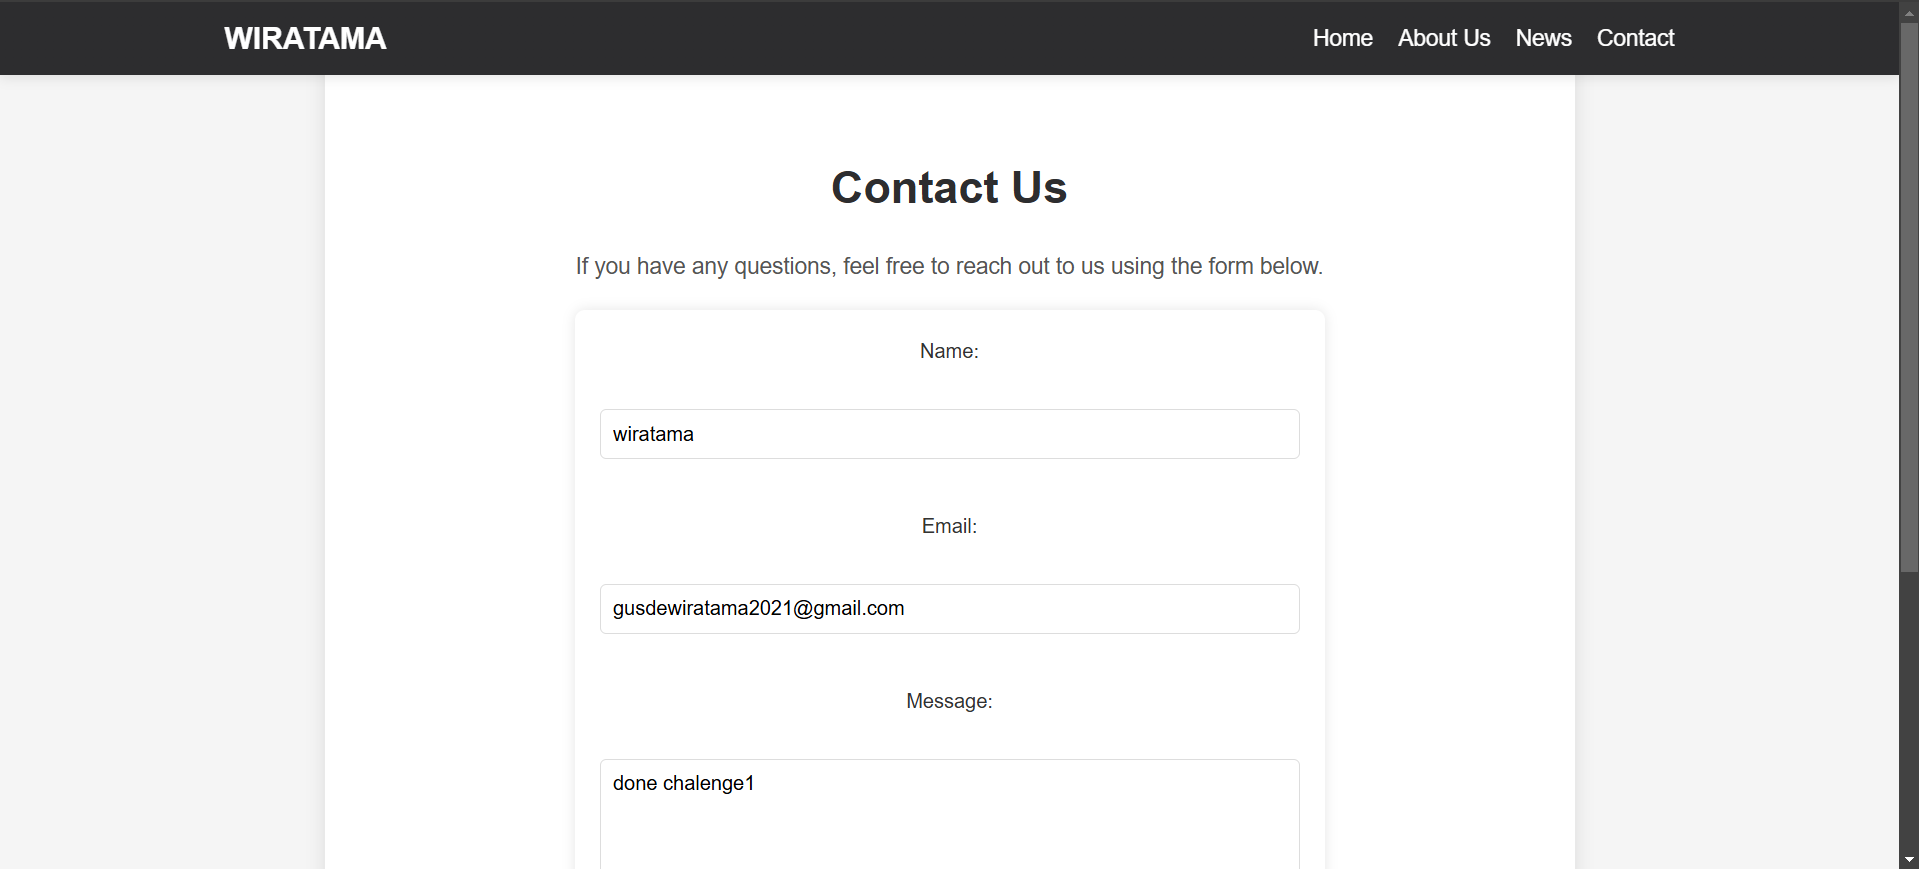 WIRATAMA
Home About Us News Contact
Contact Us
If you have any questions, feel free to reach out to us using the form below.
Name:
wiratama
Email:
gusdewiratama2021@gmail.com
Message:
done chalenge1